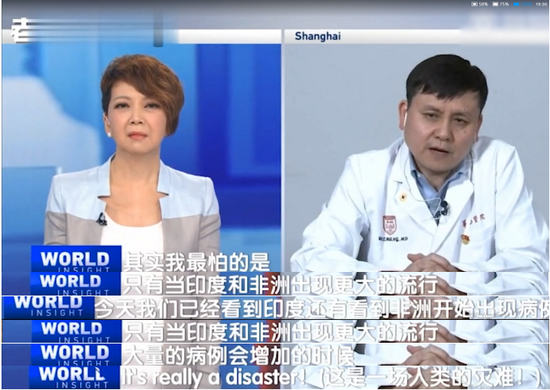 Shanghai
WORLD INSIGHT 其实我最怕的是
WORLD INSIGHT 只有当印度和非洲出现更大的流行
WORLD INSIGHT 今天我们已经看到印度还有看到非洲开始出现病例
WORLD INSIGHT 只有当印度和非洲出现更大的流行
WORLD INSIGHT 大量的病例会增加的时候
WORLD INSIGHT It's really a disaster!(这是一场人类的灾难!)